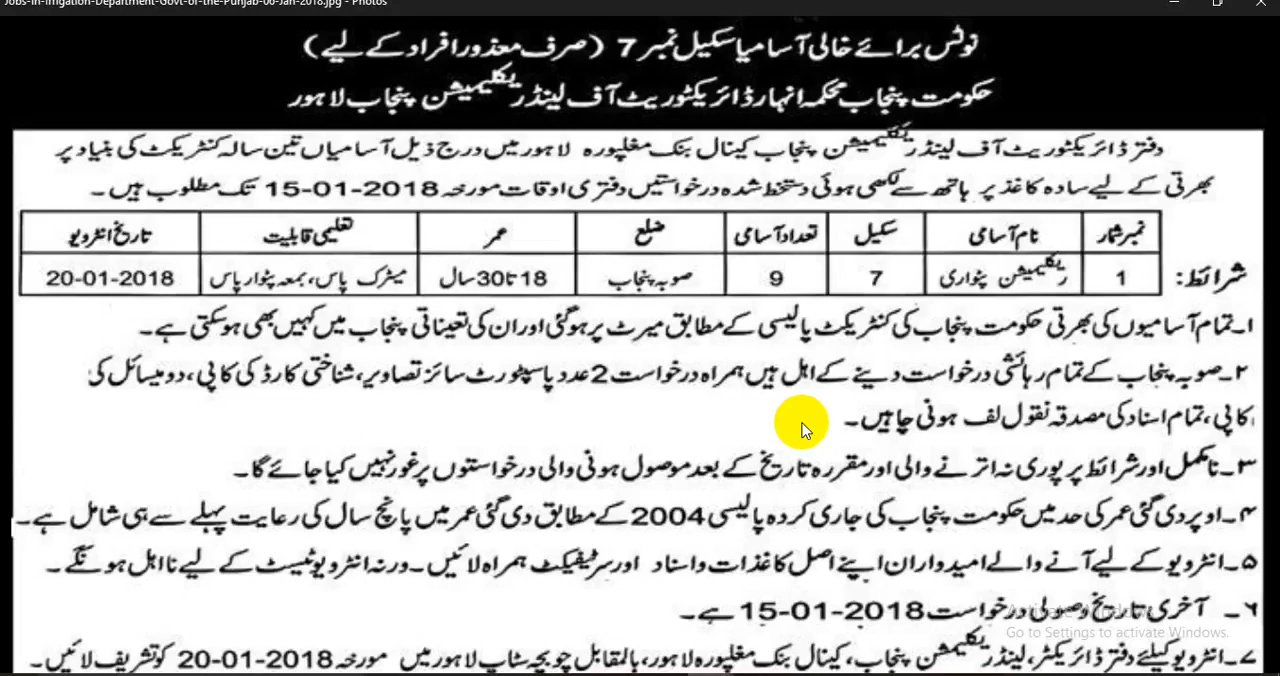 Jobs-in-Irrigation-Department-Govt-of-the-Punjab-06-Jan-2018.jpg - Photos
نوٹس برائے خالی آسامیا سکیل نمبر 7 (صرف معذور افراد کے لیے)
حکومت پنجاب محکمہ انہار ڈائریکٹوریٹ آف لینڈ ریکلیمیشن پنجاب لاہور
دفتر ڈائریکٹوریٹ آف لینڈ ریکلیمیشن پنجاب کینال بنک مغلپورہ لاہور میں درج ذیل آسامیاں تین سالہ کنٹریکٹ کی بنیاد پر
بھرتی کے لیے سادہ کاغذ پر ہاتھ سے لکھی ہوئی دستخط شدہ درخواستیں دفتری اوقات مورخہ 2018-01-15 تک مطلوب ہیں۔
نمبر شمار نام آسامی سکیل تعداد آسامی ضلع عمر تعلیمی قابلیت تاریخ انٹرویو
شرائط: 1 ریکلیمیشن پٹواری 7 9 صوبہ پنجاب 18 تا 30 سال میٹرک پاس، بمعہ پٹوار پاس 20-01-2018
۱۔ تمام آسامیوں کی بھرتی حکومت پنجاب کی کنٹریکٹ پالیسی کے مطابق میرٹ پر ہوگئی اور ان کی تعیناتی پنجاب میں کہیں بھی ہوسکتی ہے۔
۲۔ صوبہ پنجاب کے تمام رہائشی درخواست دینے کے اہل ہیں ہمراہ درخواست 2 عدد پاسپورٹ سائز تصاویر، شناختی کارڈ کی کاپی، ڈومیسائل کی
کاپی، تمام اسناد کی مصدقہ نقول لف ہونی چاہیں۔
۳۔ نامکمل اور شرائط پر پوری نہ اترنے والی اور مقررہ تاریخ کے بعد موصول ہونی والی درخواستوں پر غور نہیں کیا جائے گا۔
۴۔ اوپر دی گئی عمر کی حد میں حکومت پنجاب کی جاری کردہ پالیسی 2004 کے مطابق دی گئی عمر میں پانچ سال کی رعایت پہلے سے ہی شامل ہے۔
۵۔ انٹرویو کے لیے آنے والے امیدواران اپنے اصل کاغذات واسناد اور سرٹیفکیٹ ہمراہ لائیں۔ ورنہ انٹرویو ٹیسٹ کے لیے نااہل ہونگے۔
۶۔ آخری تاریخ وصولی درخواست 2018-01-15 ہے۔
Activate Windows
Go to Settings to activate Windows.
۷۔ انٹرویو کیلئے دفتر ڈائریکٹر، لینڈ ریکلیمیشن پنجاب، کینال بنک مغلپورہ لاہور، بالمقابل چوبچہ سٹاپ لاہور میں مورخہ 2018-01-20 کو تشریف لائیں۔